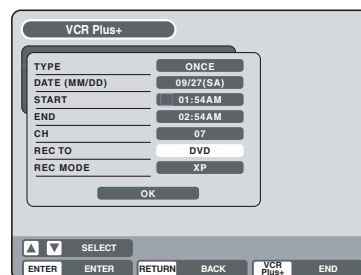 VCR Plus+
TYPE ONCE
DATE (MM/DD) 09/27(SA)
START 01:54AM
END 02:54AM
CH 07
REC TO DVD
REC MODE XP
OK
▲ ▼ SELECT
ENTER ENTER RETURN BACK VCR Plus+ END